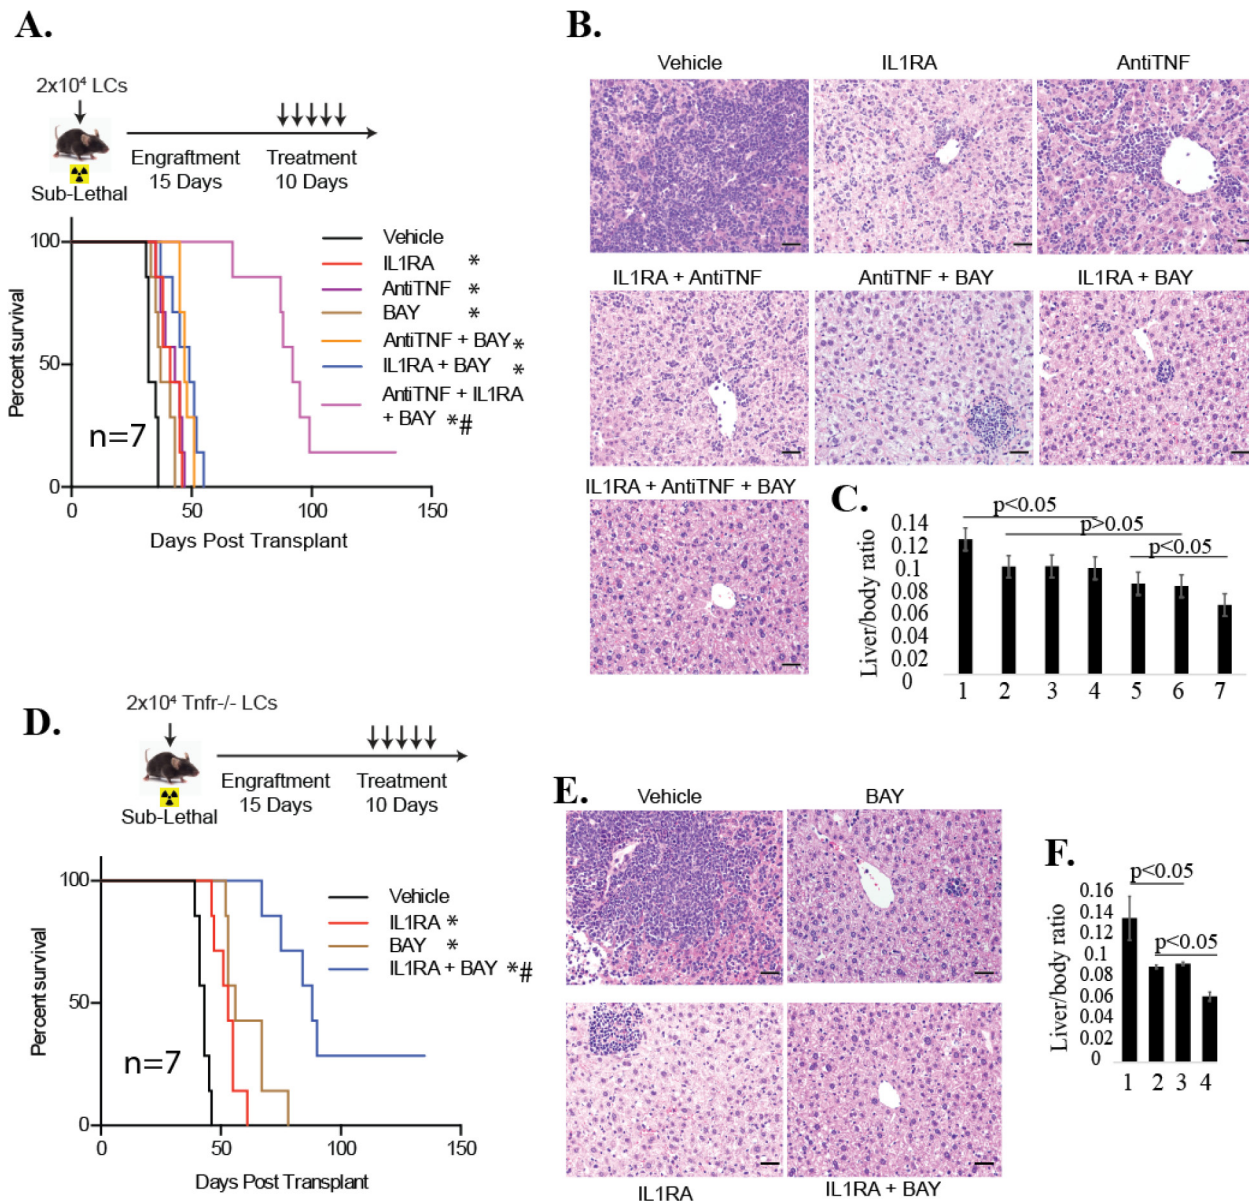 A.
2x10⁴ LCs
Engraftment
15 Days
Treatment
10 Days
Sub-Lethal
Percent survival
100
50
0
n=7
Vehicle
IL1RA *
AntiTNF *
BAY *
AntiTNF + BAY *
IL1RA + BAY *
AntiTNF + IL1RA
+ BAY *#
0 50 100 150
Days Post Transplant
B.
Vehicle
IL1RA
AntiTNF
IL1RA + AntiTNF
AntiTNF + BAY
IL1RA + BAY
IL1RA + AntiTNF + BAY
C.
Liver/body ratio
0.14
0.12
0.1
0.08
0.06
0.04
0.02
0
p<0.05
p>0.05
p<0.05
1 2 3 4 5 6 7
D.
2x10⁴ Tnfr-/- LCs
Engraftment
15 Days
Treatment
10 Days
Sub-Lethal
Percent survival
100
50
0
n=7
Vehicle
IL1RA *
BAY *
IL1RA + BAY *#
0 50 100 150
Days Post Transplant
E.
Vehicle
BAY
IL1RA
IL1RA + BAY
F.
Liver/body ratio
0.16
0.14
0.12
0.1
0.08
0.06
0.04
0.02
0
p<0.05
p<0.05
1 2 3 4